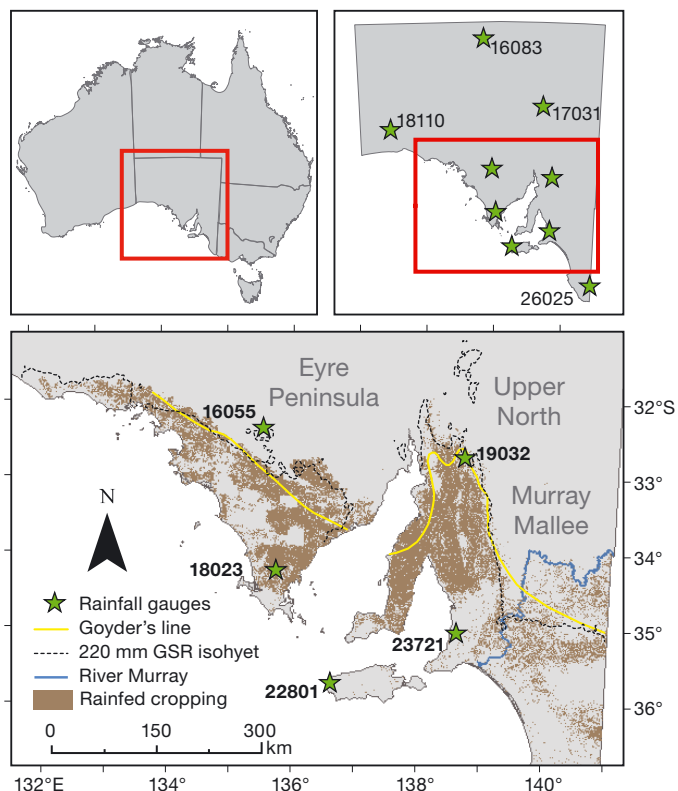 16083
17031
18110
26025
Eyre
Peninsula
Upper
North
16055
32°S
19032
33°
Murray
Mallee
N
34°
18023
Rainfall gauges
Goyder's line
220 mm GSR isohyet
River Murray
Rainfed cropping
23721
35°
22801
36°
0 150 300
km
132°E 134° 136° 138° 140°